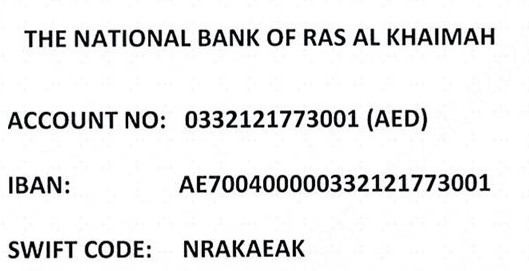 THE NATIONAL BANK OF RAS AL KHAIMAH
ACCOUNT NO: 0332121773001 (AED)
IBAN: AE700400000332121773001
SWIFT CODE: NRAKAEAK